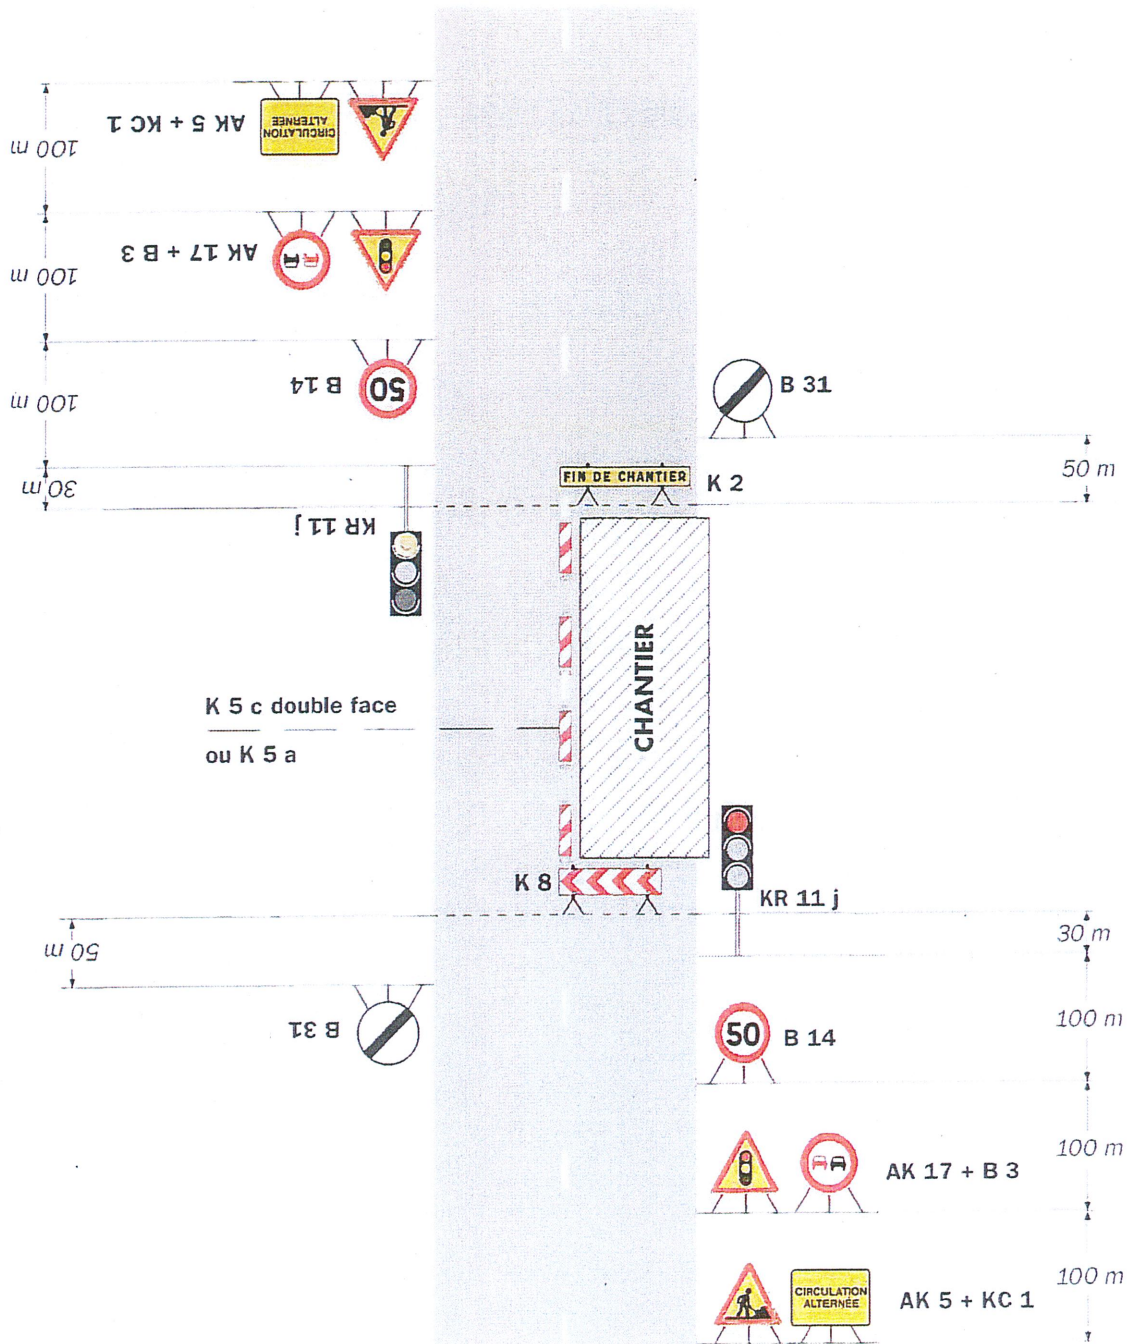 100 m
AK 5 + KC 1
CIRCULATION
ALTERNÉE
100 m
AK 17 + B 3
100 m
B 14
50
B 31
30 m
FIN DE CHANTIER
K 2
50 m
KR 11 j
CHANTIER
K 5 c double face
ou K 5 a
K 8
KR 11 j
50 m
30 m
B 31
50
B 14
100 m
AK 17 + B 3
100 m
CIRCULATION
ALTERNÉE
AK 5 + KC 1
100 m